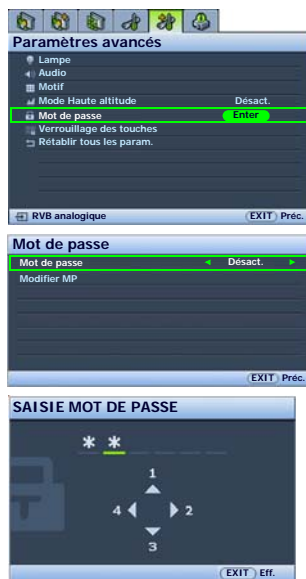 Paramètres avancés
Lampe
Audio
Motif
Mode Haute altitude Désact.
Mot de passe Enter
Verrouillage des touches
Rétablir tous les param.
RVB analogique EXIT Préc.
Mot de passe
Mot de passe Désact.
Modifier MP
EXIT Préc.
SAISIE MOT DE PASSE
* *
1
4 2
3
EXIT Eff.